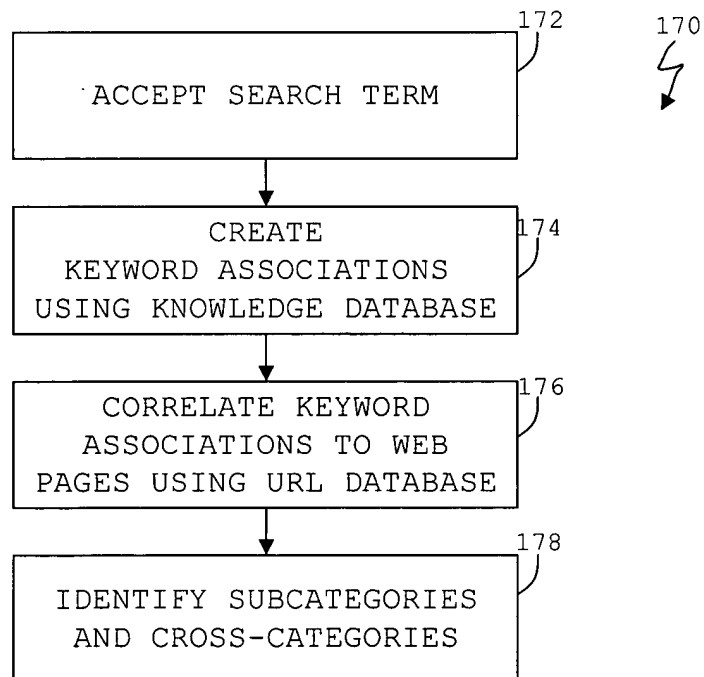 172
170
ACCEPT SEARCH TERM
174
CREATE
KEYWORD ASSOCIATIONS
USING KNOWLEDGE DATABASE
176
CORRELATE KEYWORD
ASSOCIATIONS TO WEB
PAGES USING URL DATABASE
178
IDENTIFY SUBCATEGORIES
AND CROSS-CATEGORIES